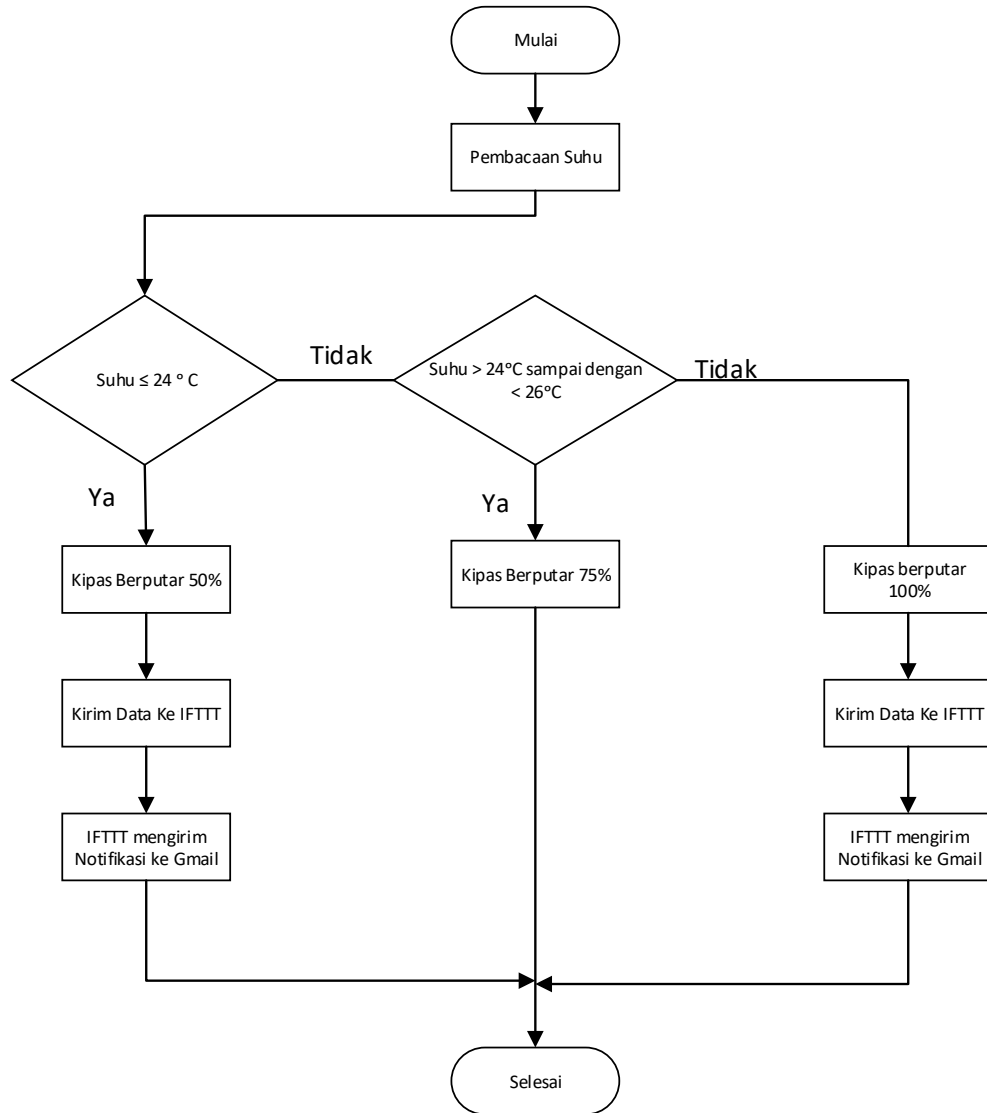 Mulai
Pembacaan Suhu
Suhu ≤ 24 ° C
Tidak
Suhu > 24°C sampai dengan
< 26°C
Tidak
Ya
Ya
Kipas Berputar 50%
Kipas Berputar 75%
Kipas berputar
100%
Kirim Data Ke IFTTT
Kirim Data Ke IFTTT
IFTTT mengirim
Notifikasi ke Gmail
IFTTT mengirim
Notifikasi ke Gmail
Selesai